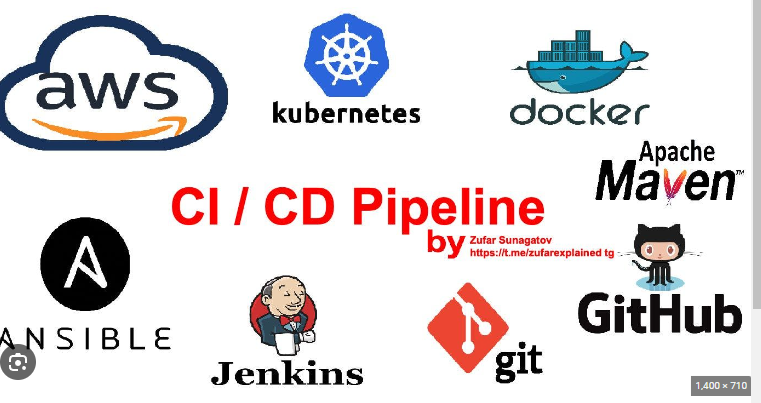 aws
kubernetes
docker
Apache
Maven™
CI / CD Pipeline
by Zufar Sunagatov
https://t.me/zufarexplained tg
ANSIBLE
Jenkins
git
GitHub
1,400 × 710